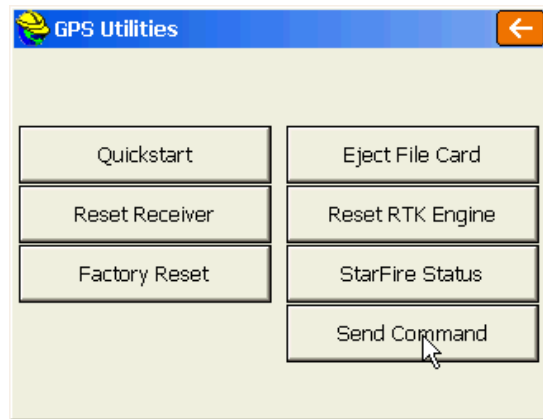 GPS Utilities
Quickstart
Eject File Card
Reset Receiver
Reset RTK Engine
Factory Reset
StarFire Status
Send Command